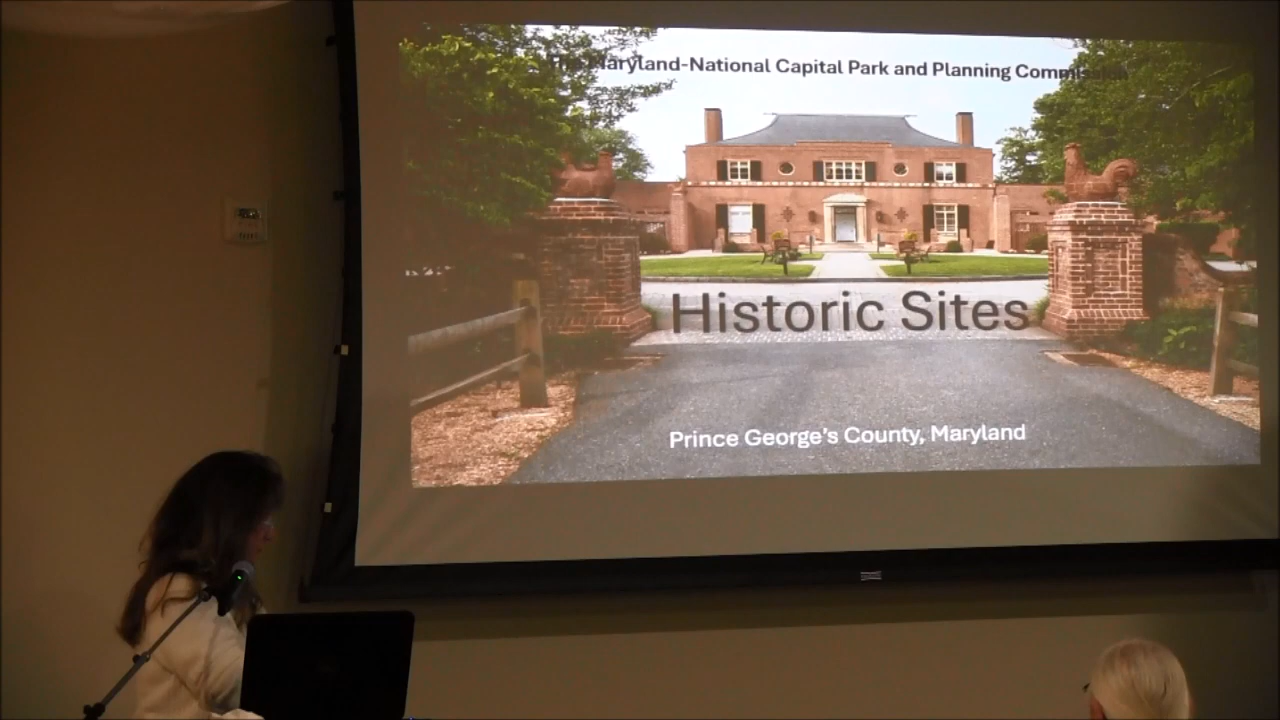 The Maryland-National Capital Park and Planning Commission
Historic Sites
Prince George's County, Maryland